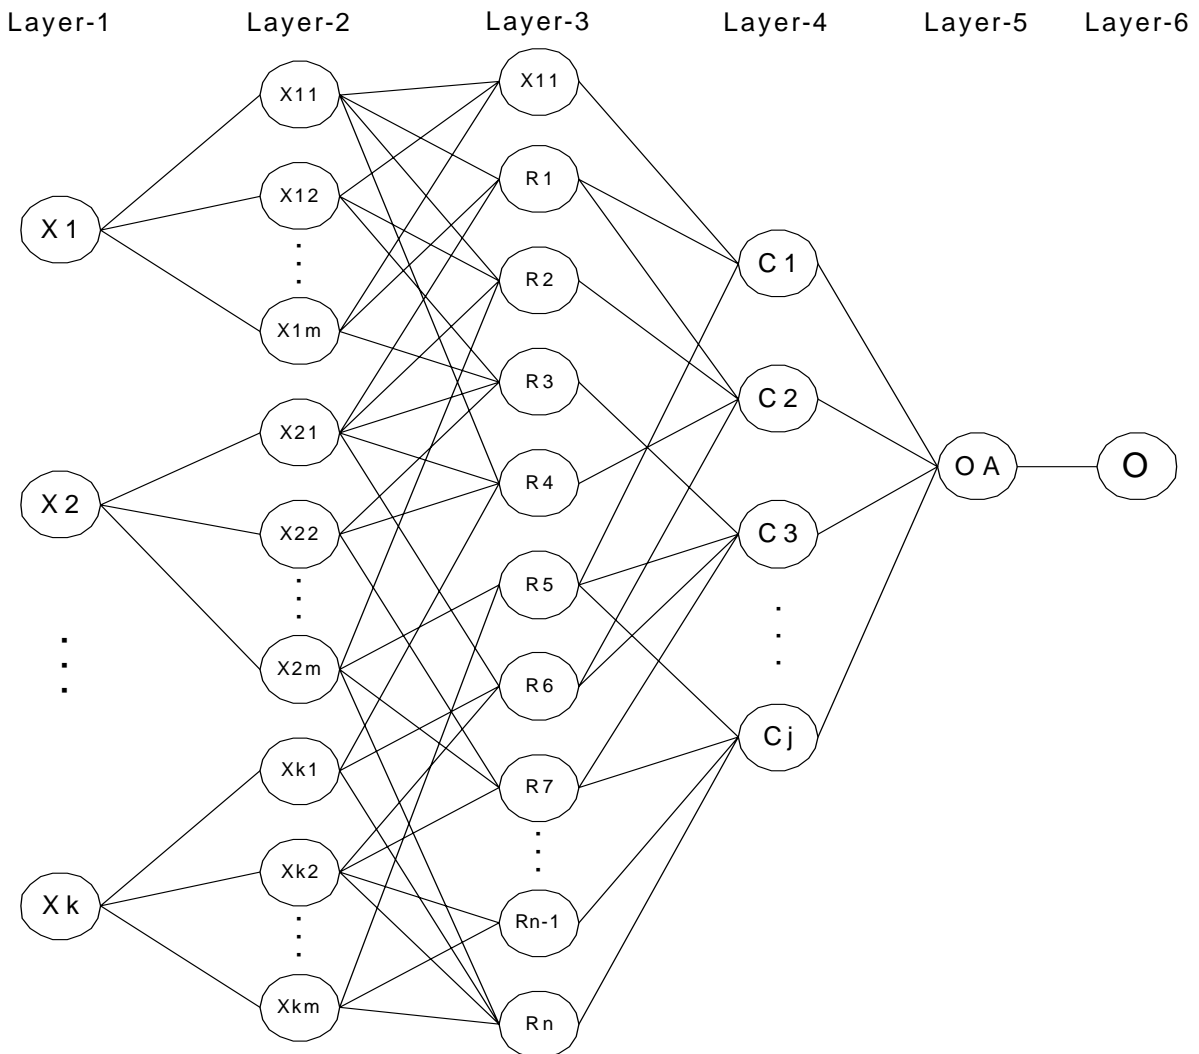 Layer-1 Layer-2 Layer-3 Layer-4 Layer-5 Layer-6
X1
X2
Xk
X11
X12
X1m
X21
X22
X2m
Xk1
Xk2
Xkm
X11
R1
R2
R3
R4
R5
R6
R7
Rn-1
Rn
C1
C2
C3
Cj
OA
O